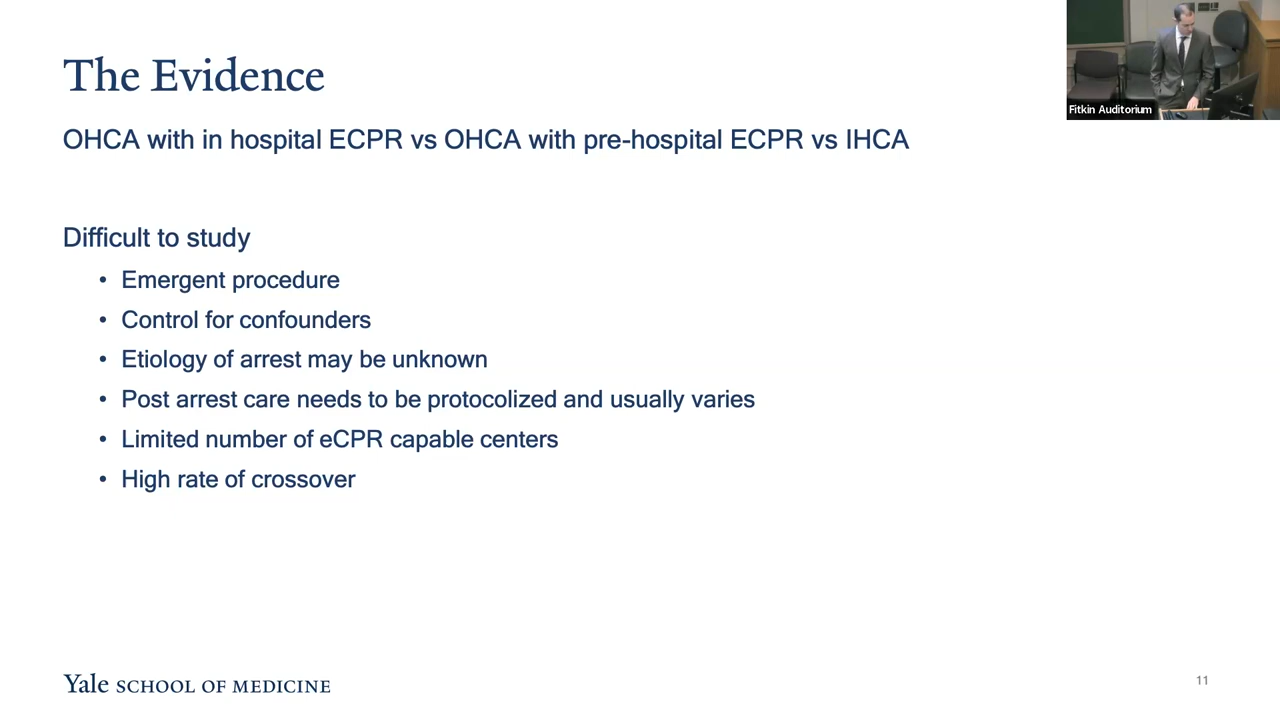 The Evidence
Fitkin Auditorium
OHCA with in hospital ECPR vs OHCA with pre-hospital ECPR vs IHCA
Difficult to study
• Emergent procedure
• Control for confounders
• Etiology of arrest may be unknown
• Post arrest care needs to be protocolized and usually varies
• Limited number of eCPR capable centers
• High rate of crossover
Yale SCHOOL OF MEDICINE
11